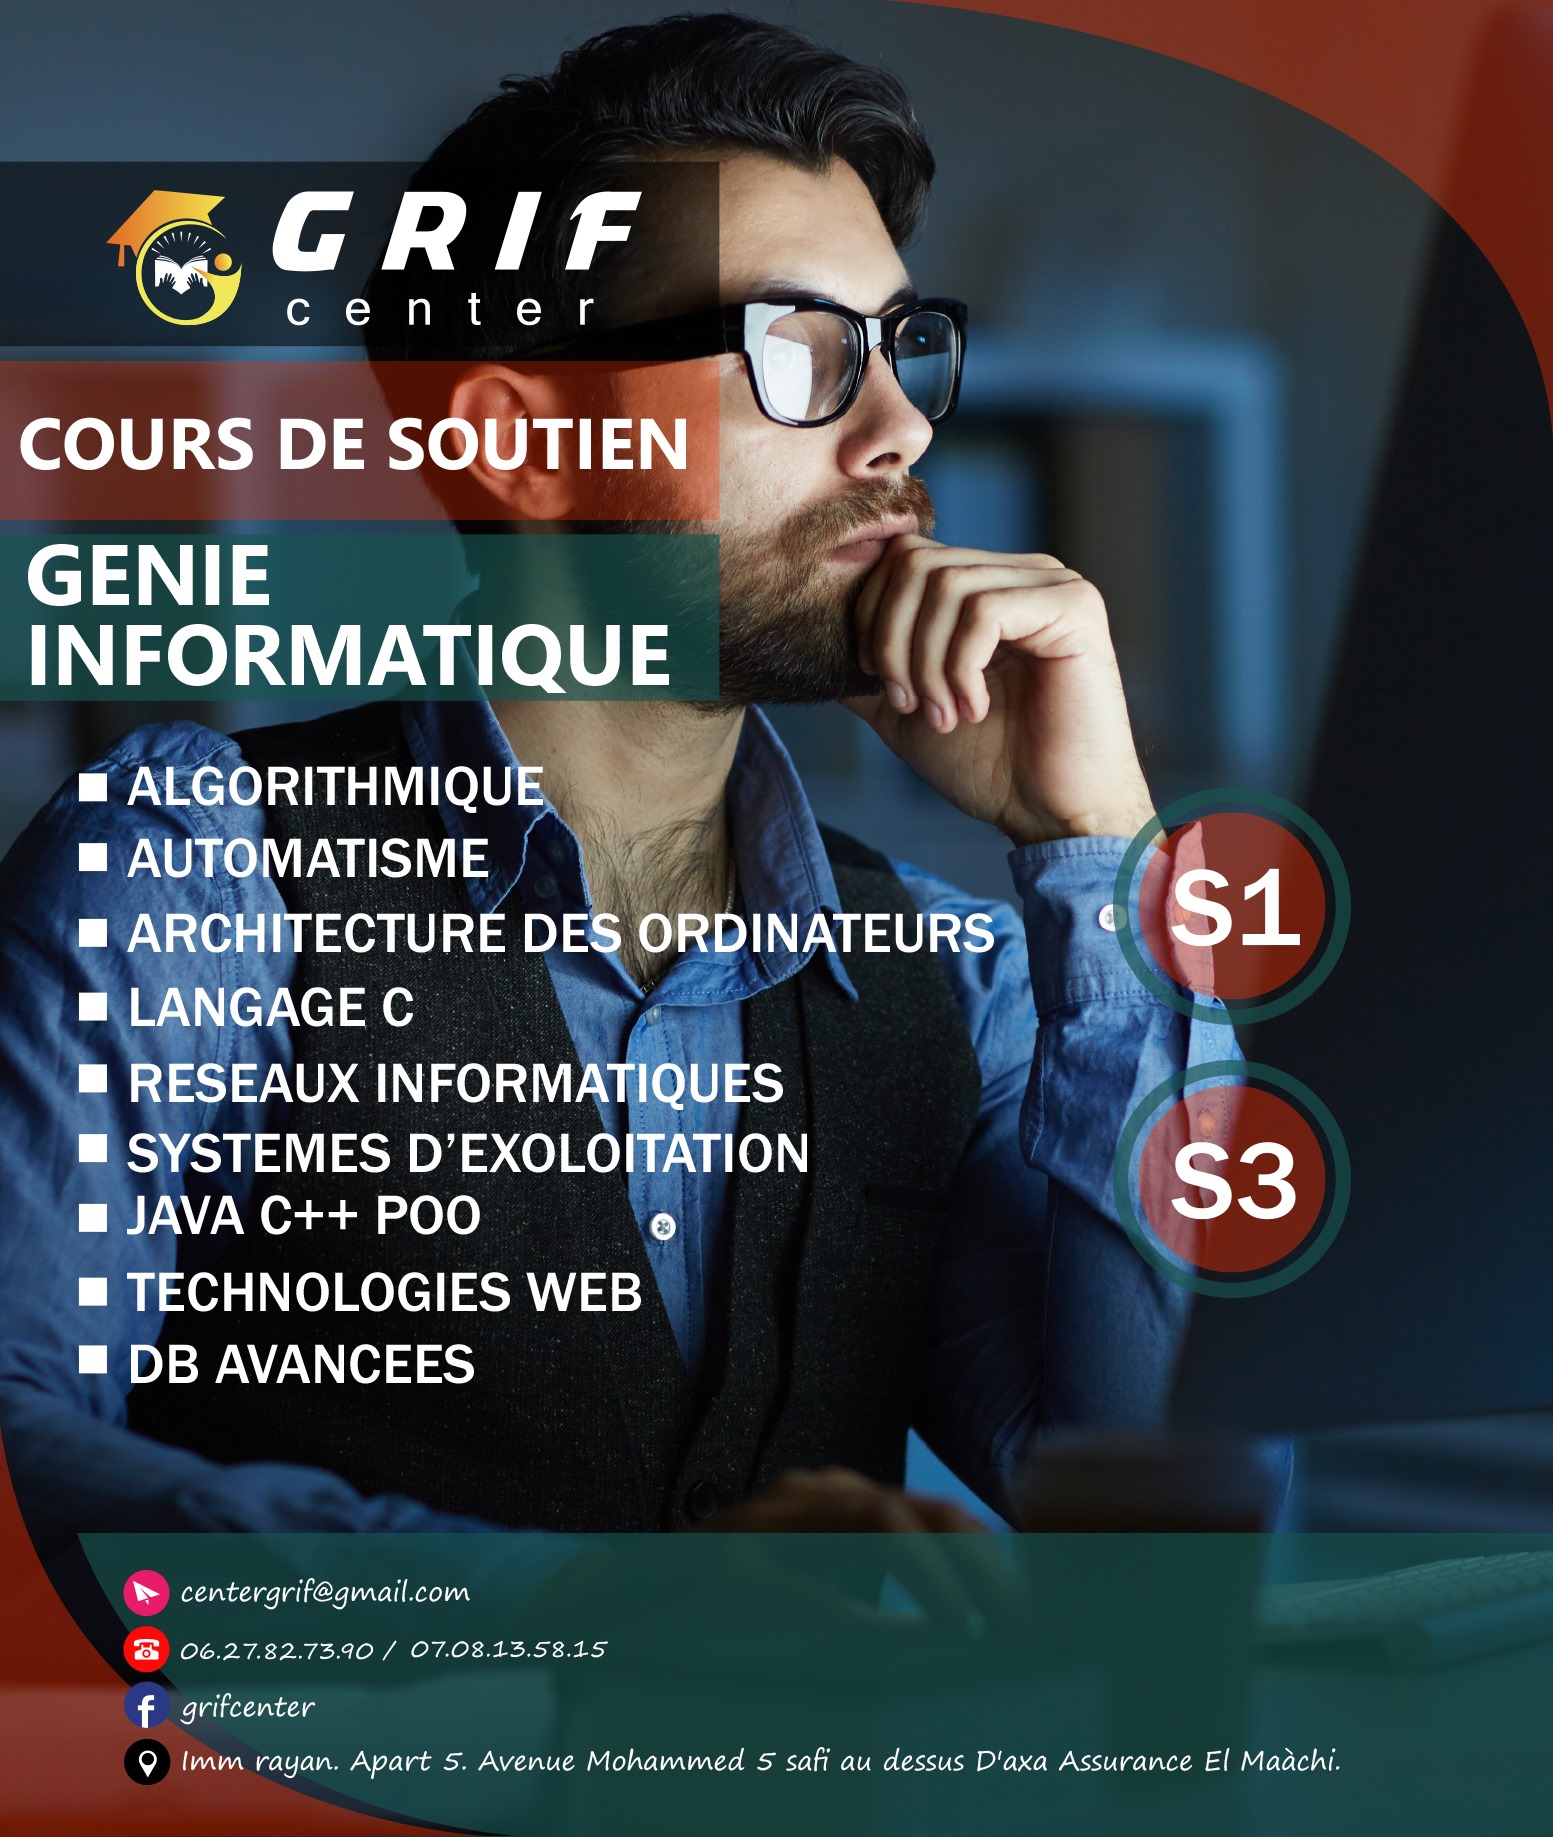 GRIF
center
COURS DE SOUTIEN
GENIE
INFORMATIQUE
ALGORITHMIQUE
AUTOMATISME
ARCHITECTURE DES ORDINATEURS
LANGAGE C
RESEAUX INFORMATIQUES
SYSTEMES D’EXOLOITATION
JAVA C++ POO
TECHNOLOGIES WEB
DB AVANCEES
S1
S3
centergrif@gmail.com
06.27.82.73.90 / 07.08.13.58.15
grifcenter
Imm rayan. Apart 5. Avenue Mohammed 5 safi au dessus D'axa Assurance El Maàchi.